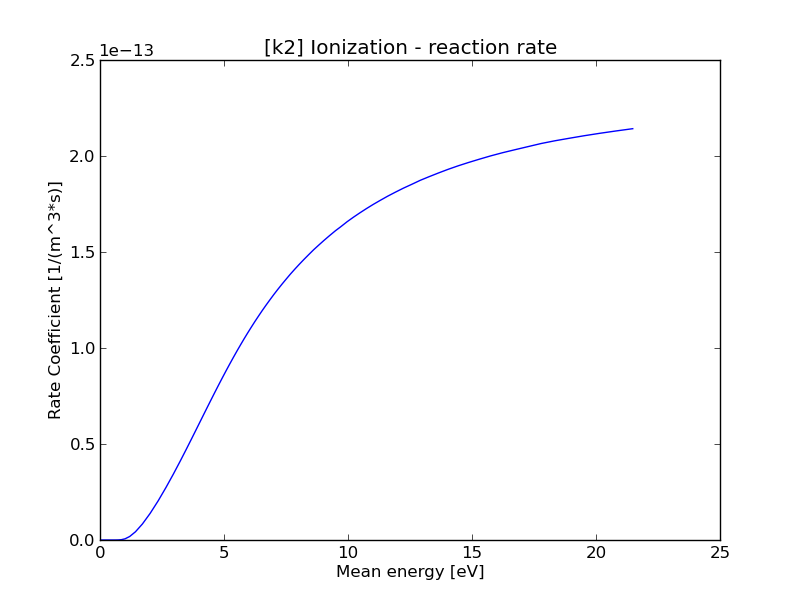 [k2] Ionization - reaction rate
1e−13
2.5
2.0
1.5
1.0
0.5
0.0
Rate Coefficient [1/(m^3*s)]
0 5 10 15 20 25
Mean energy [eV]